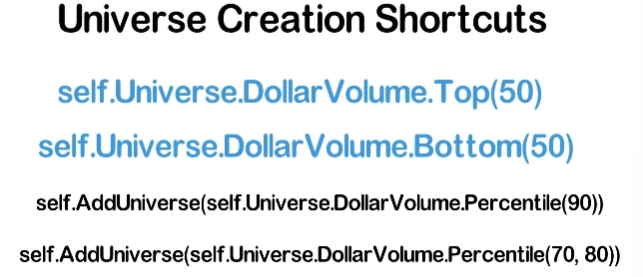 Universe Creation Shortcuts
self.Universe.DollarVolume.Top(50)
self.Universe.DollarVolume.Bottom(50)
self.AddUniverse(self.Universe.DollarVolume.Percentile(90))
self.AddUniverse(self.Universe.DollarVolume.Percentile(70, 80))